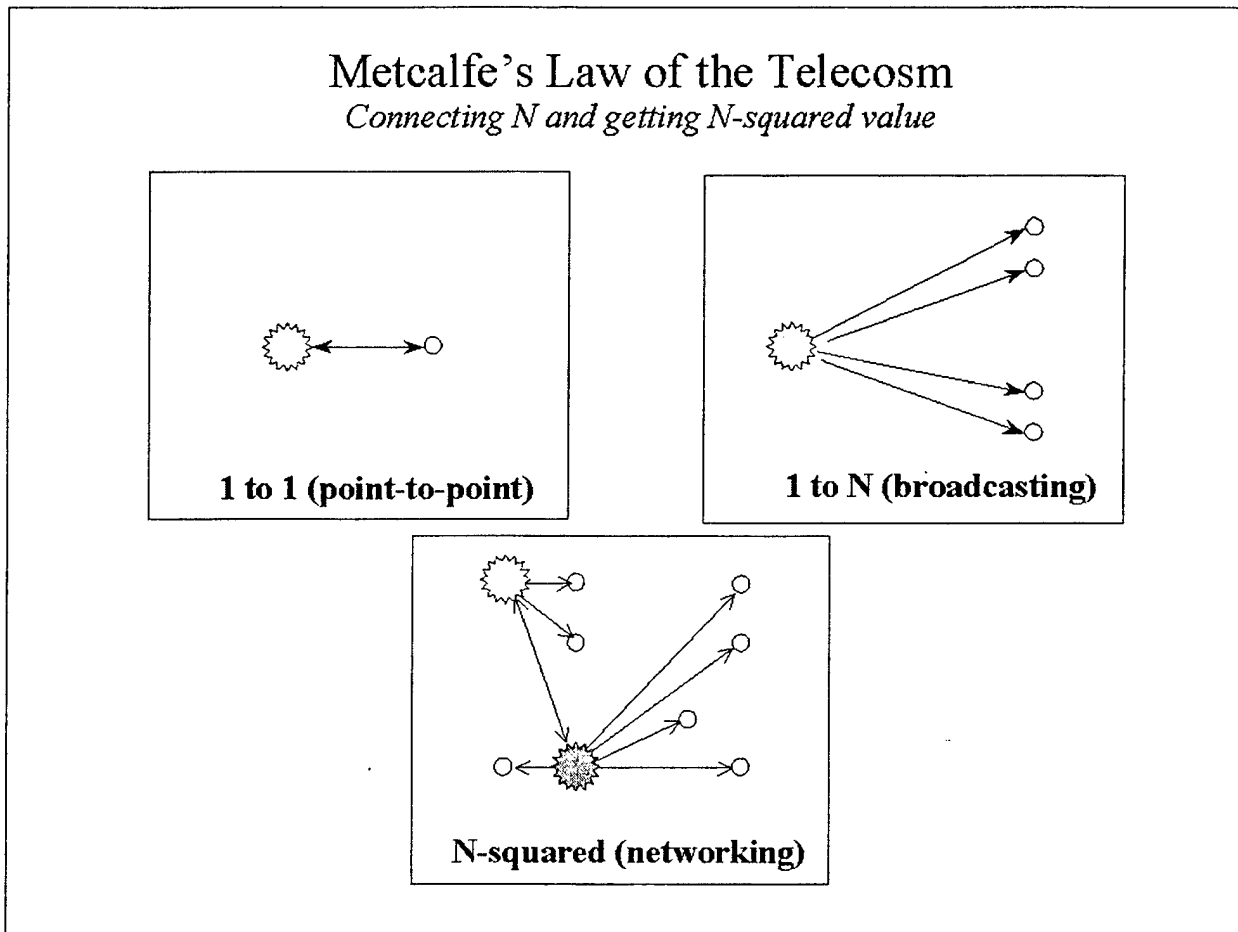 Metcalfe's Law of the Telecosm
Connecting N and getting N-squared value
1 to 1 (point-to-point)
1 to N (broadcasting)
N-squared (networking)